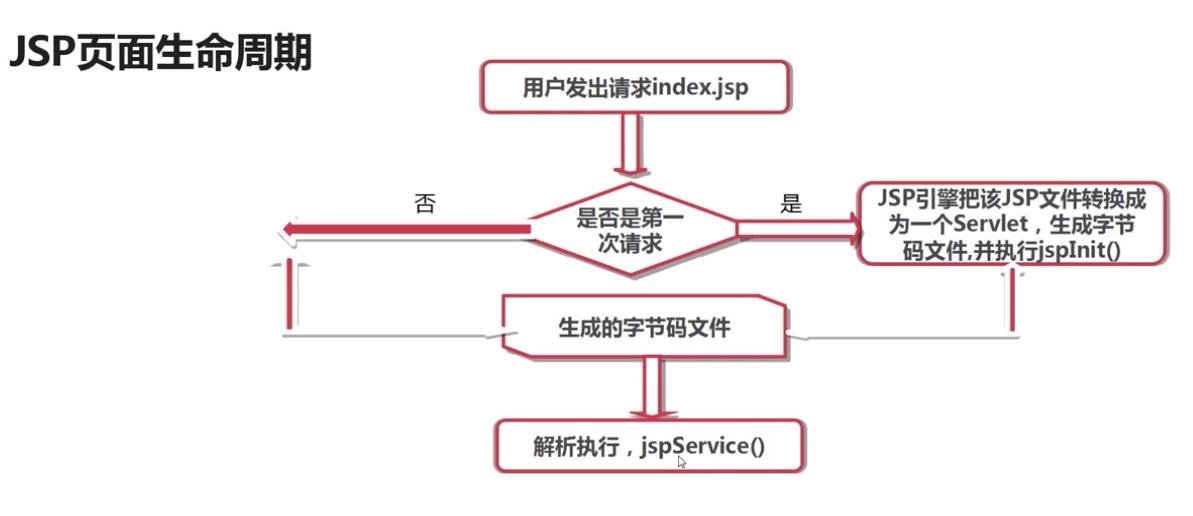 JSP页面生命周期
用户发出请求index.jsp
否
是否是第一
次请求
是
JSP引擎把该JSP文件转换成
为一个Servlet，生成字节
码文件,并执行jspInit()
生成的字节码文件
解析执行，jspService()